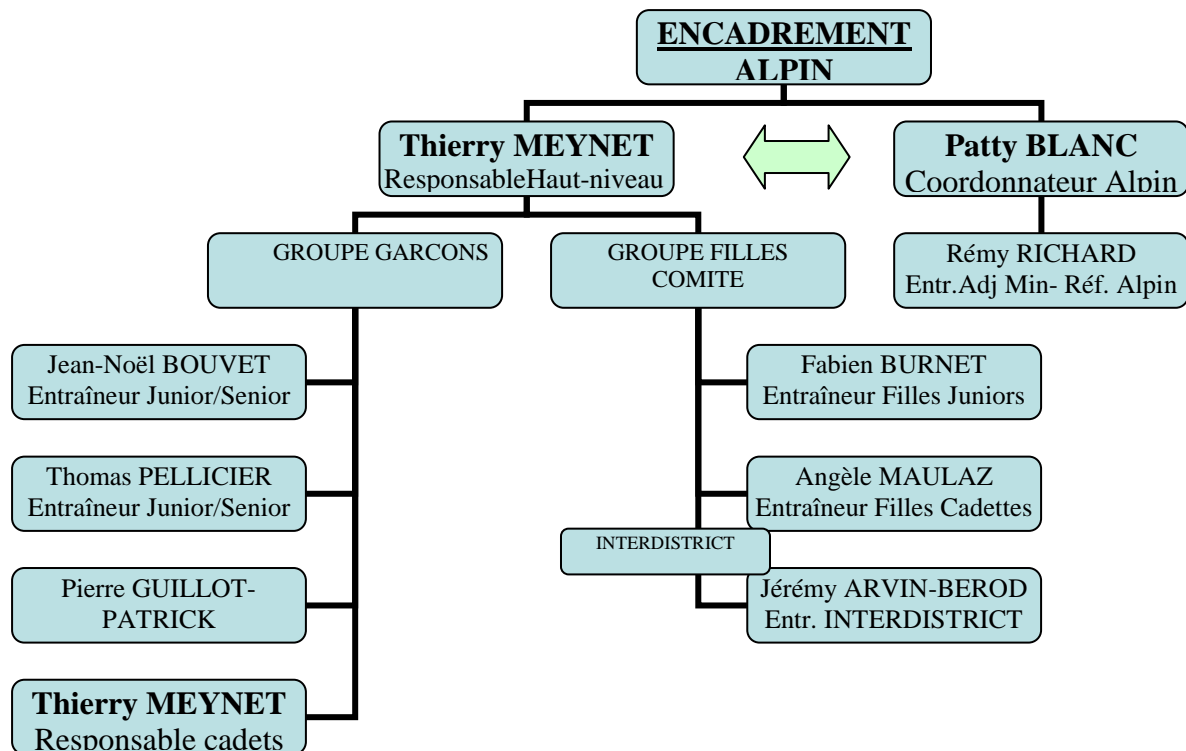 ENCADREMENT
ALPIN
Thierry MEYNET
ResponsableHaut-niveau
Patty BLANC
Coordonnateur Alpin
GROUPE GARCONS
GROUPE FILLES
COMITE
Rémy RICHARD
Entr.Adj Min- Réf. Alpin
Jean-Noël BOUVET
Entraîneur Junior/Senior
Fabien BURNET
Entraîneur Filles Juniors
Thomas PELLICIER
Entraîneur Junior/Senior
Angèle MAULAZ
Entraîneur Filles Cadettes
INTERDISTRICT
Pierre GUILLOT-
PATRICK
Jérémy ARVIN-BEROD
Entr. INTERDISTRICT
Thierry MEYNET
Responsable cadets